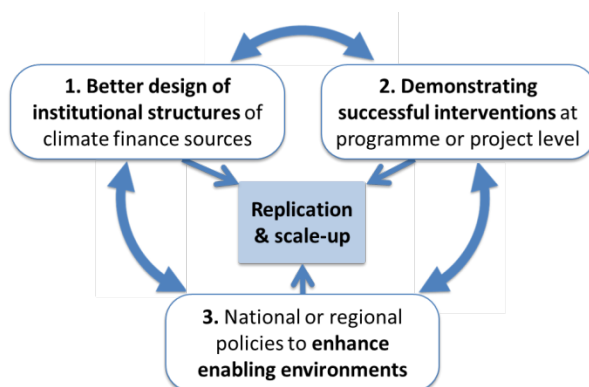 1. Better design of
institutional structures of
climate finance sources
2. Demonstrating
successful interventions at
programme or project level
Replication
& scale-up
3. National or regional
policies to enhance
enabling environments